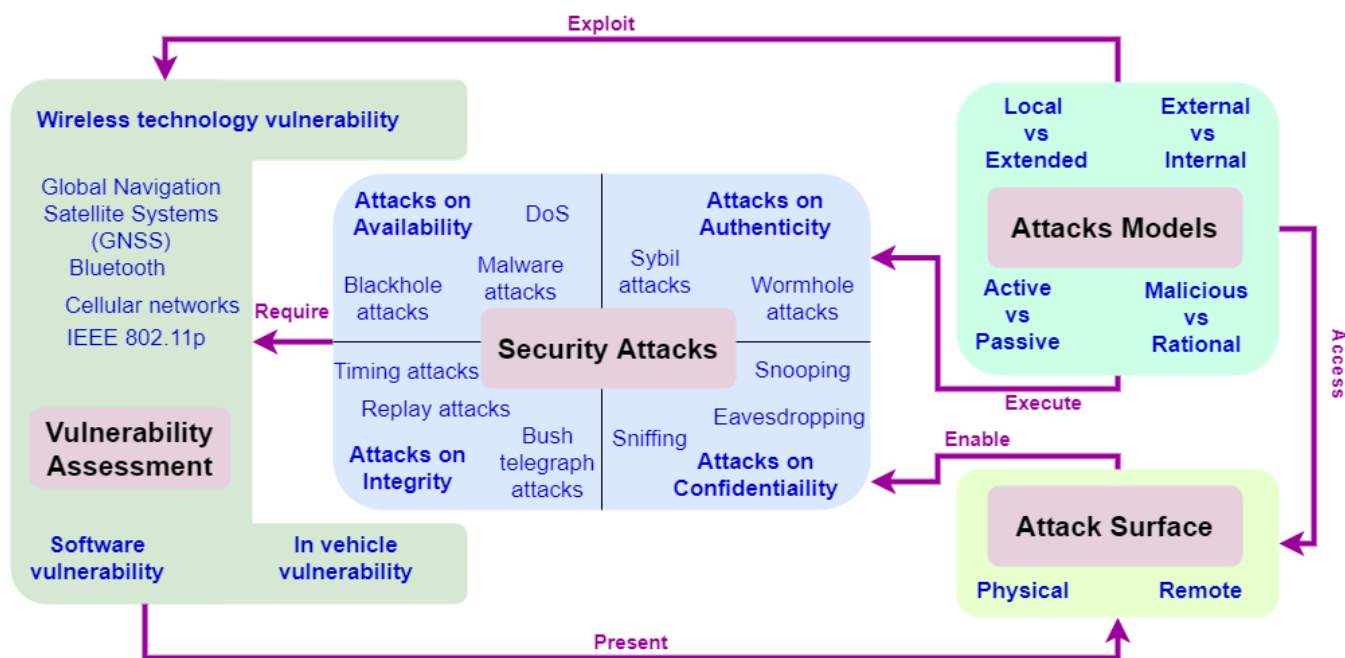 Exploit
Wireless technology vulnerability
Global Navigation
Satellite Systems
(GNSS)
Bluetooth
Cellular networks
IEEE 802.11p
Vulnerability
Assessment
Software
vulnerability
In vehicle
vulnerability
Require
Attacks on
Availability
DoS
Malware
attacks
Blackhole
attacks
Attacks on
Authenticity
Sybil
attacks
Wormhole
attacks
Security Attacks
Timing attacks
Replay attacks
Attacks on
Integrity
Bush
telegraph
attacks
Snooping
Eavesdropping
Sniffing
Attacks on
Confidentiaility
Local
vs
Extended
External
vs
Internal
Attacks Models
Active
vs
Passive
Malicious
vs
Rational
Execute
Access
Enable
Attack Surface
Physical
Remote
Present